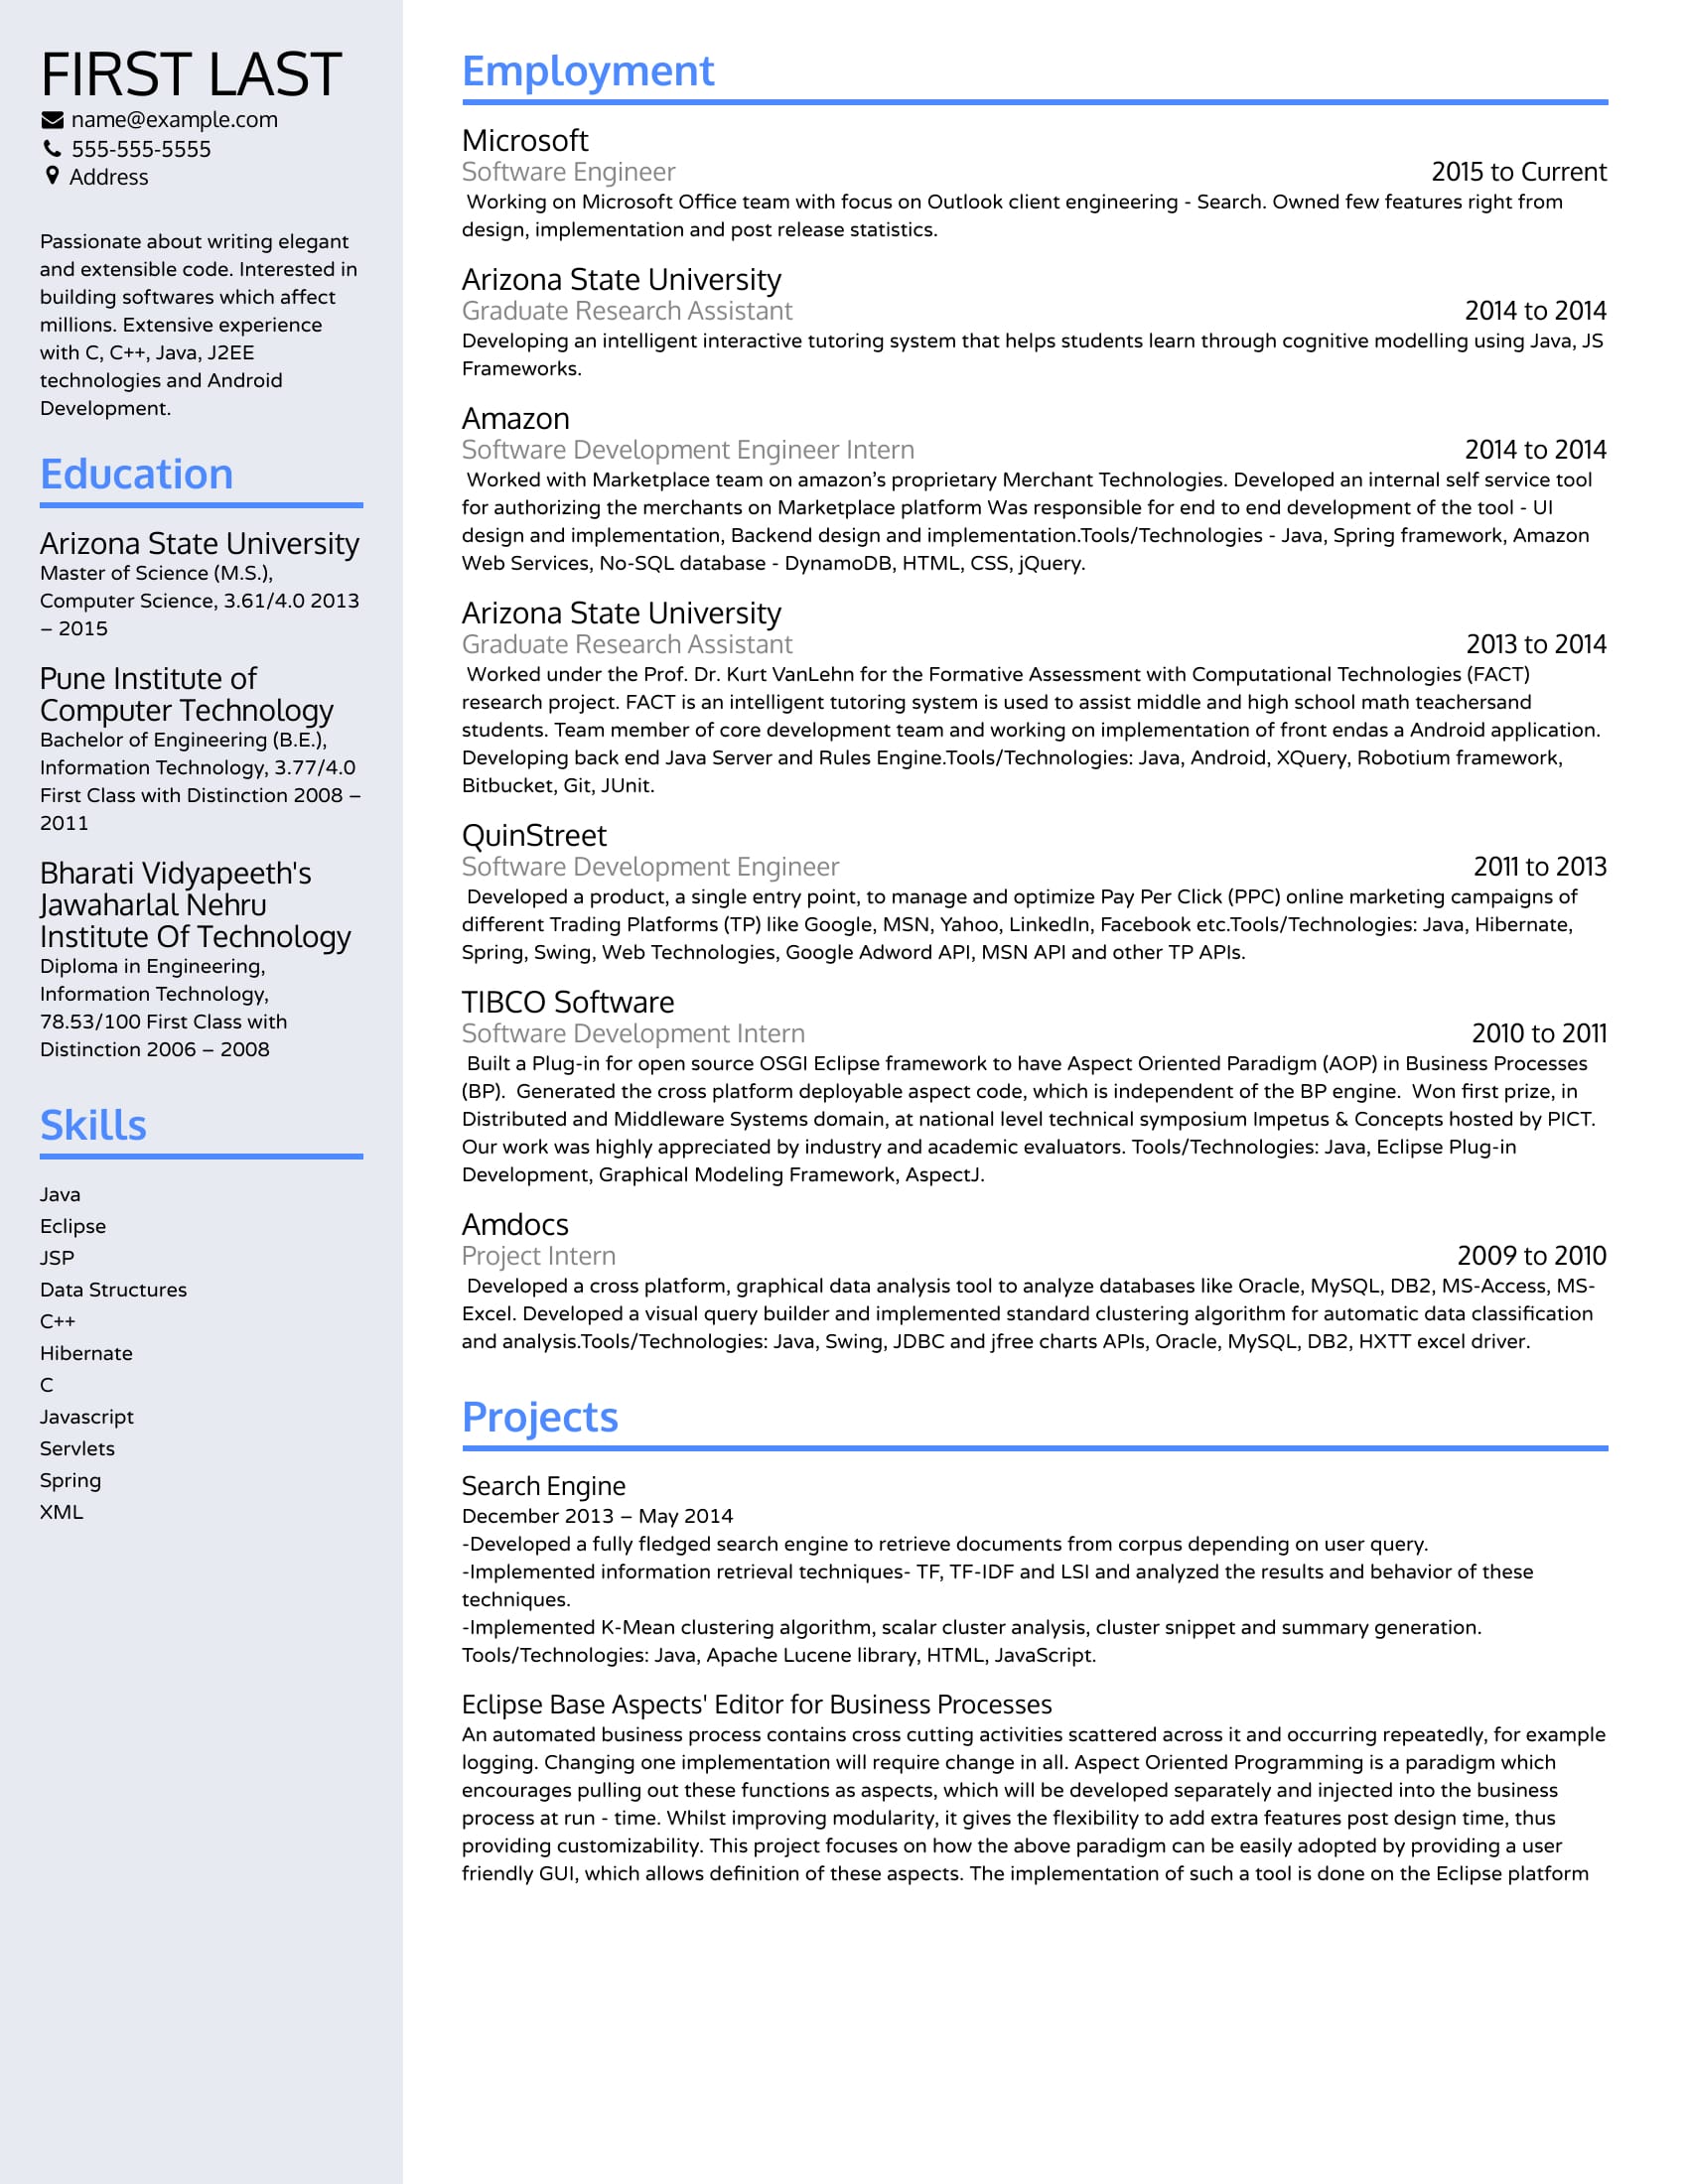 FIRST LAST
name@example.com
555-555-5555
Address
Passionate about writing elegant
and extensible code. Interested in
building softwares which affect
millions. Extensive experience
with C, C++, Java, J2EE
technologies and Android
Development.
Education
Arizona State University
Master of Science (M.S.),
Computer Science, 3.61/4.0 2013
– 2015
Pune Institute of
Computer Technology
Bachelor of Engineering (B.E.),
Information Technology, 3.77/4.0
First Class with Distinction 2008 –
2011
Bharati Vidyapeeth's
Jawaharlal Nehru
Institute Of Technology
Diploma in Engineering,
Information Technology,
78.53/100 First Class with
Distinction 2006 – 2008
Skills
Java
Eclipse
JSP
Data Structures
C++
Hibernate
C
Javascript
Servlets
Spring
XML
Employment
Microsoft
Software Engineer 2015 to Current
Working on Microsoft Office team with focus on Outlook client engineering - Search. Owned few features right from
design, implementation and post release statistics.
Arizona State University
Graduate Research Assistant 2014 to 2014
Developing an intelligent interactive tutoring system that helps students learn through cognitive modelling using Java, JS
Frameworks.
Amazon
Software Development Engineer Intern 2014 to 2014
Worked with Marketplace team on amazon’s proprietary Merchant Technologies. Developed an internal self service tool
for authorizing the merchants on Marketplace platform Was responsible for end to end development of the tool - UI
design and implementation, Backend design and implementation.Tools/Technologies - Java, Spring framework, Amazon
Web Services, No-SQL database - DynamoDB, HTML, CSS, jQuery.
Arizona State University
Graduate Research Assistant 2013 to 2014
Worked under the Prof. Dr. Kurt VanLehn for the Formative Assessment with Computational Technologies (FACT)
research project. FACT is an intelligent tutoring system is used to assist middle and high school math teachersand
students. Team member of core development team and working on implementation of front endas a Android application.
Developing back end Java Server and Rules Engine.Tools/Technologies: Java, Android, XQuery, Robotium framework,
Bitbucket, Git, JUnit.
QuinStreet
Software Development Engineer 2011 to 2013
Developed a product, a single entry point, to manage and optimize Pay Per Click (PPC) online marketing campaigns of
different Trading Platforms (TP) like Google, MSN, Yahoo, LinkedIn, Facebook etc.Tools/Technologies: Java, Hibernate,
Spring, Swing, Web Technologies, Google Adword API, MSN API and other TP APIs.
TIBCO Software
Software Development Intern 2010 to 2011
Built a Plug-in for open source OSGI Eclipse framework to have Aspect Oriented Paradigm (AOP) in Business Processes
(BP).  Generated the cross platform deployable aspect code, which is independent of the BP engine.  Won first prize, in
Distributed and Middleware Systems domain, at national level technical symposium Impetus & Concepts hosted by PICT.
Our work was highly appreciated by industry and academic evaluators. Tools/Technologies: Java, Eclipse Plug-in
Development, Graphical Modeling Framework, AspectJ.
Amdocs
Project Intern 2009 to 2010
Developed a cross platform, graphical data analysis tool to analyze databases like Oracle, MySQL, DB2, MS-Access, MS-
Excel. Developed a visual query builder and implemented standard clustering algorithm for automatic data classification
and analysis.Tools/Technologies: Java, Swing, JDBC and jfree charts APIs, Oracle, MySQL, DB2, HXTT excel driver.
Projects
Search Engine
December 2013 – May 2014
-Developed a fully fledged search engine to retrieve documents from corpus depending on user query.
-Implemented information retrieval techniques- TF, TF-IDF and LSI and analyzed the results and behavior of these
techniques.
-Implemented K-Mean clustering algorithm, scalar cluster analysis, cluster snippet and summary generation.
Tools/Technologies: Java, Apache Lucene library, HTML, JavaScript.
Eclipse Base Aspects' Editor for Business Processes
An automated business process contains cross cutting activities scattered across it and occurring repeatedly, for example
logging. Changing one implementation will require change in all. Aspect Oriented Programming is a paradigm which
encourages pulling out these functions as aspects, which will be developed separately and injected into the business
process at run - time. Whilst improving modularity, it gives the flexibility to add extra features post design time, thus
providing customizability. This project focuses on how the above paradigm can be easily adopted by providing a user
friendly GUI, which allows definition of these aspects. The implementation of such a tool is done on the Eclipse platform